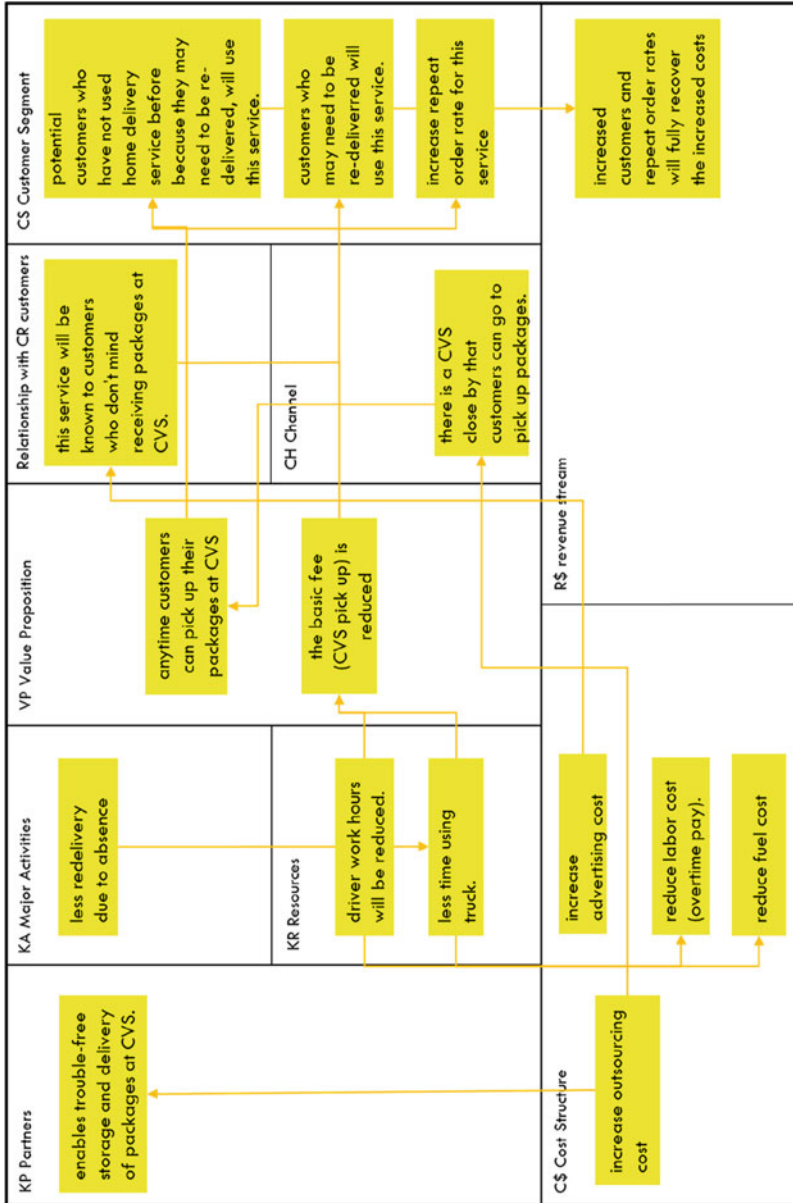 KP Partners
enables trouble-free
storage and delivery
of packages at CVS.
KA Major Activities
less redelivery
due to absence
KR Resources
driver work hours
will be reduced.
less time using
truck.
VP Value Proposition
anytime customers
can pick up their
packages at CVS
the basic fee
(CVS pick up) is
reduced
Relationship with CR customers
this service will be
known to customers
who don't mind
receiving packages at
CVS.
CH Channel
there is a CVS
close by that
customers can go to
pick up packages.
CS Customer Segment
potential
customers who
have not used
home delivery
service before
because they may
need to be re-
delivered, will use
this service.
customers who
may need to be
re-deliverred will
use this service.
increase repeat
order rate for this
service
C$ Cost Structure
increase outsourcing
cost
increase
advertising cost
reduce labor cost
(overtime pay).
reduce fuel cost
R$ revenue stream
increased
customers and
repeat order rates
will fully recover
the increased costs